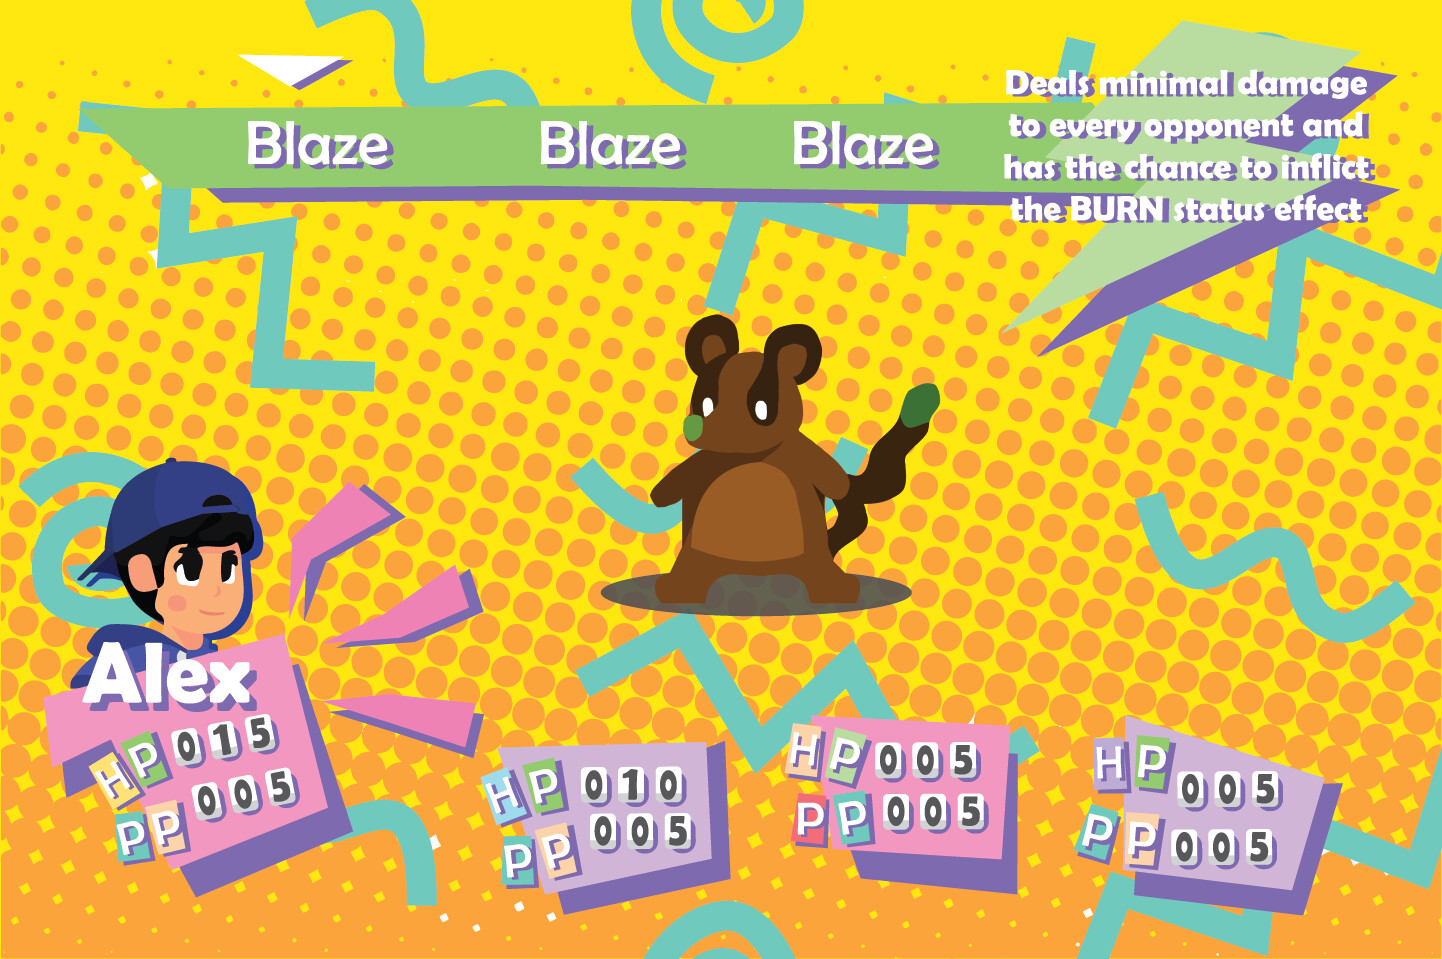 Blaze Blaze Blaze
Deals minimal damage
to every opponent and
has the chance to inflict
the BURN status effect
Alex
HP 015
PP 005
HP 010
PP 005
HP 005
PP 005
HP 005
PP 005